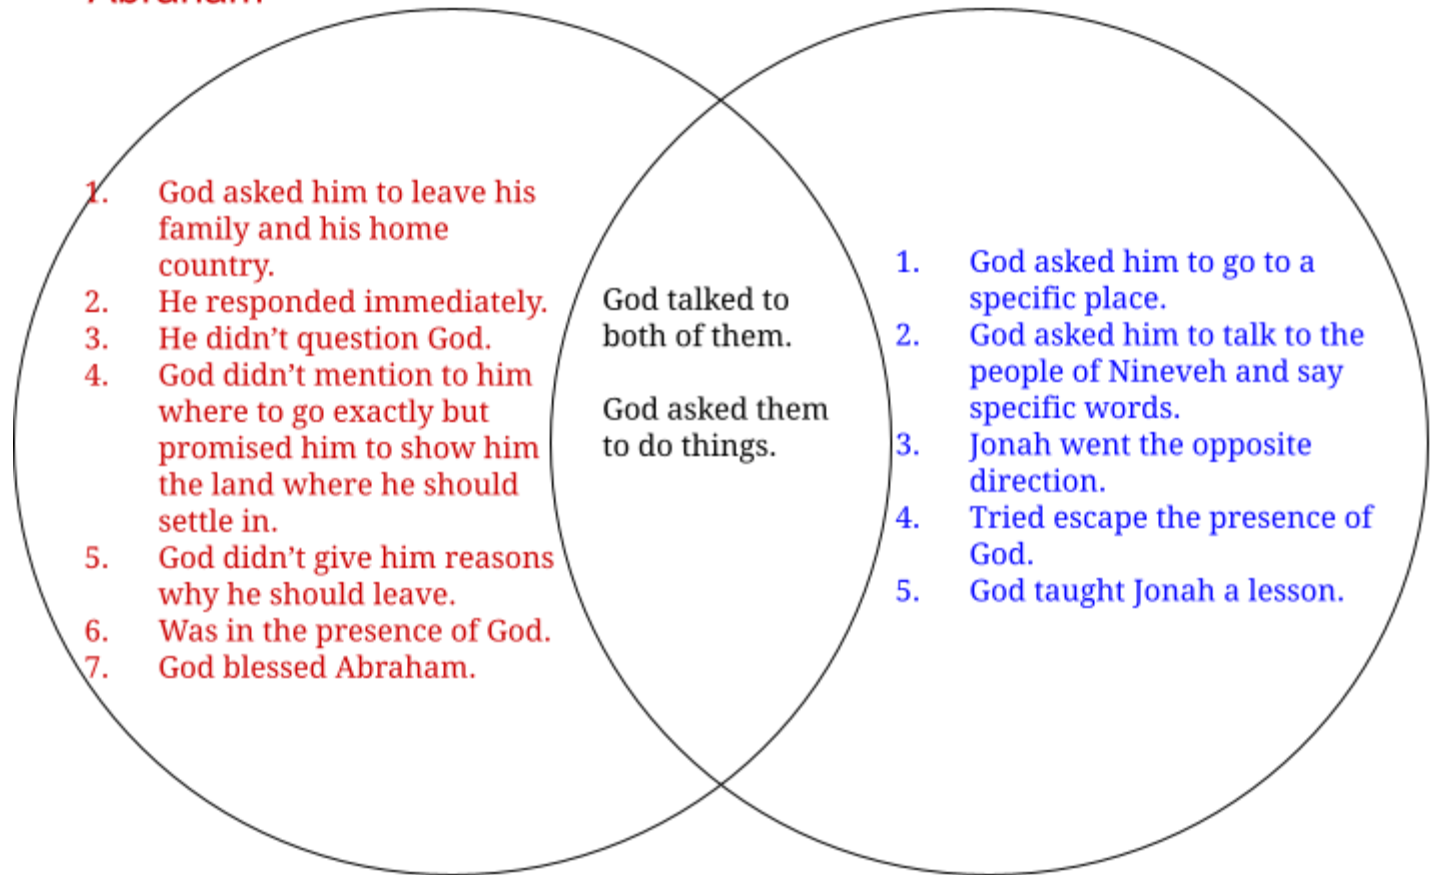 Abraham
1. God asked him to leave his
family and his home
country.
2. He responded immediately.
3. He didn’t question God.
4. God didn’t mention to him
where to go exactly but
promised him to show him
the land where he should
settle in.
5. God didn’t give him reasons
why he should leave.
6. Was in the presence of God.
7. God blessed Abraham.
God talked to
both of them.
God asked them
to do things.
1. God asked him to go to a
specific place.
2. God asked him to talk to the
people of Nineveh and say
specific words.
3. Jonah went the opposite
direction.
4. Tried escape the presence of
God.
5. God taught Jonah a lesson.